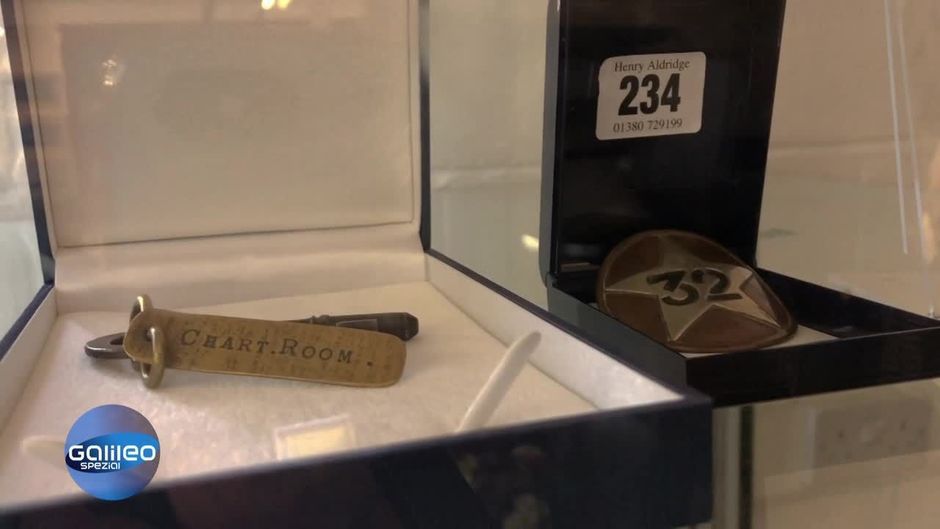 Henry Aldridge
234
01380 729199
32
CHART.ROOM.
Galileo
SPEZIAL